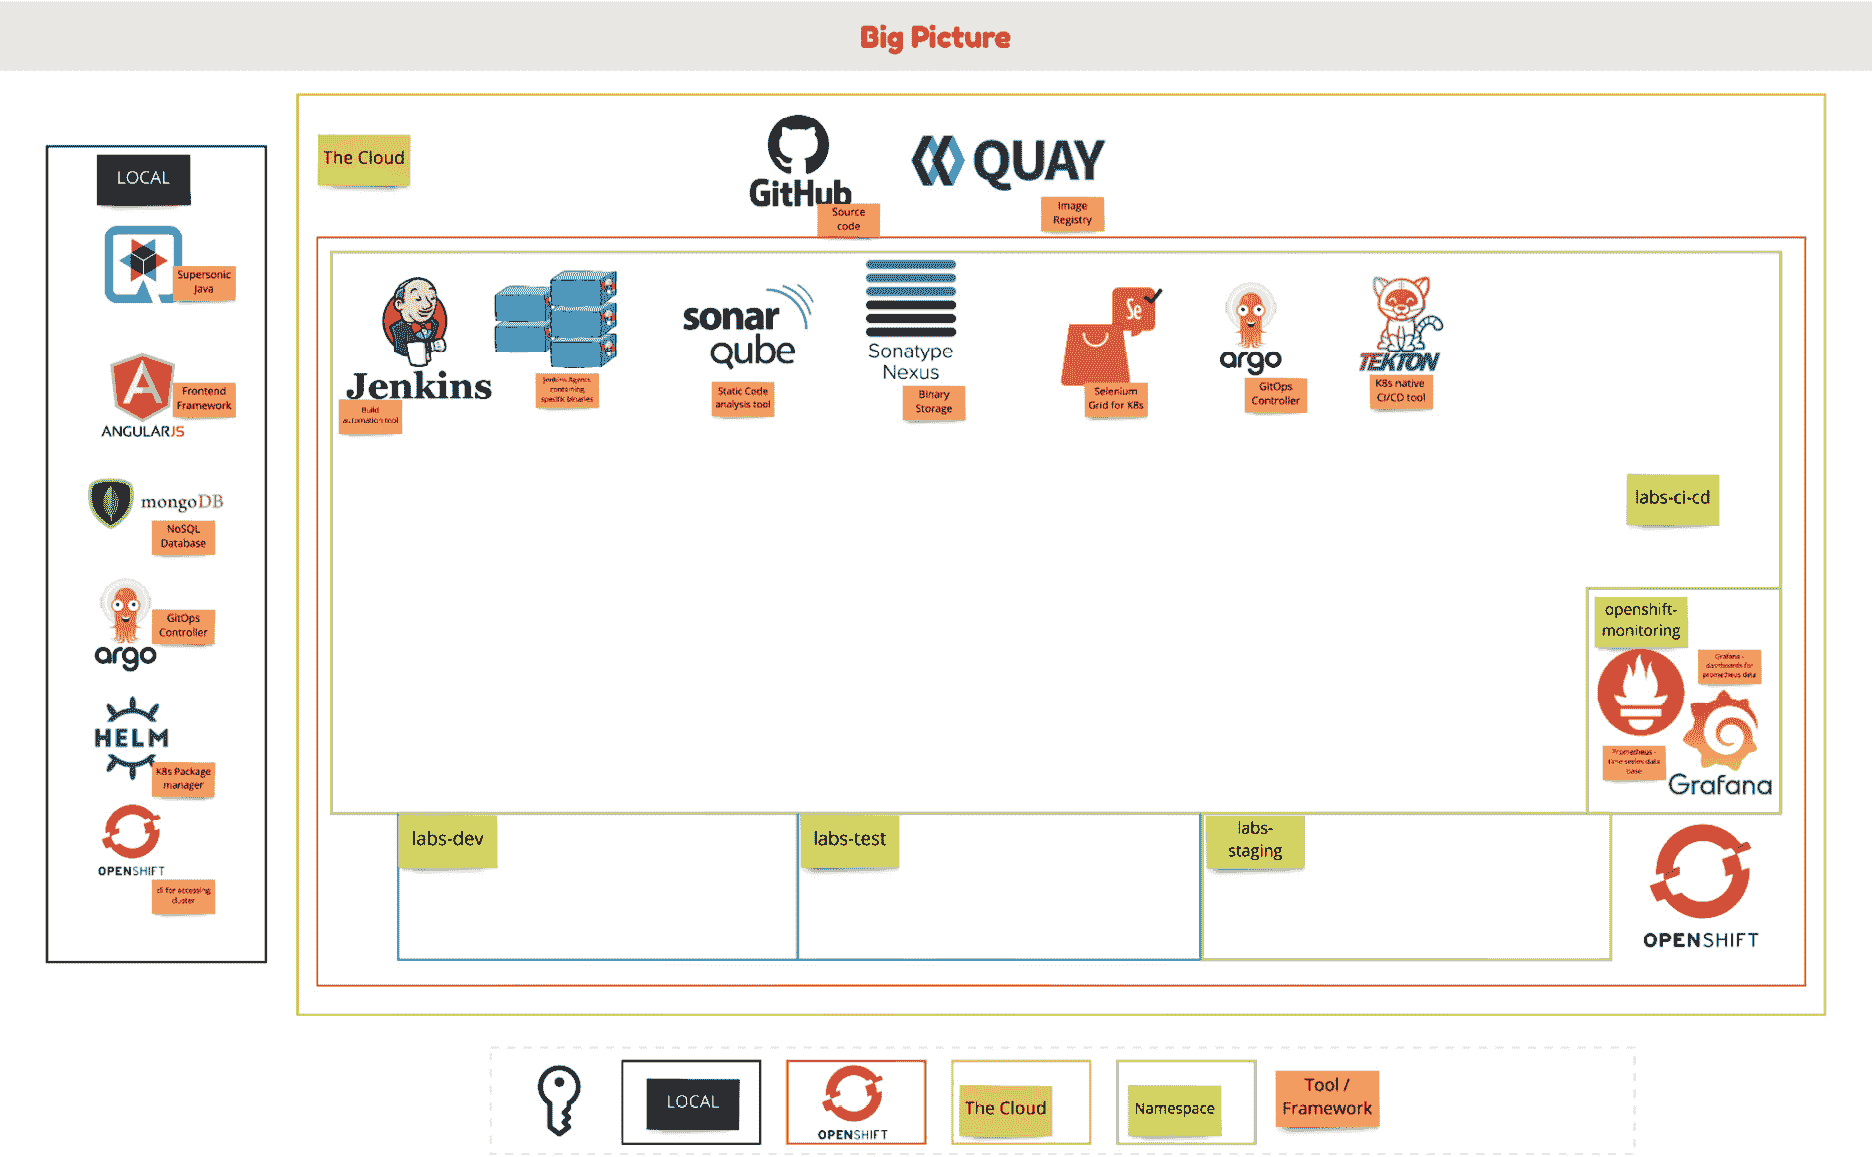 Big Picture
LOCAL
Supersonic
Java
Frontend
Framework
ANGULARJS
mongoDB
NoSQL
Database
GitOps
Controller
argo
HELM
K8s Package
manager
OPENSHIFT
cli for accessing
cluster
The Cloud
GitHub
Source
code
QUAY
Image
Registry
Jenkins
Build
automation tool
Jenkins Agents
containing
specific binaries
sonar
qube
Static Code
analysis tool
Sonatype
Nexus
Binary
Storage
Se
Selenium
Grid for K8s
argo
GitOps
Controller
TEKTON
K8s native
CI/CD tool
labs-ci-cd
openshift-
monitoring
Grafana -
dashboards for
prometheus data
Prometheus -
time series data
base
Grafana
labs-dev
labs-test
labs-
staging
OPENSHIFT
LOCAL
OPENSHIFT
The Cloud
Namespace
Tool /
Framework